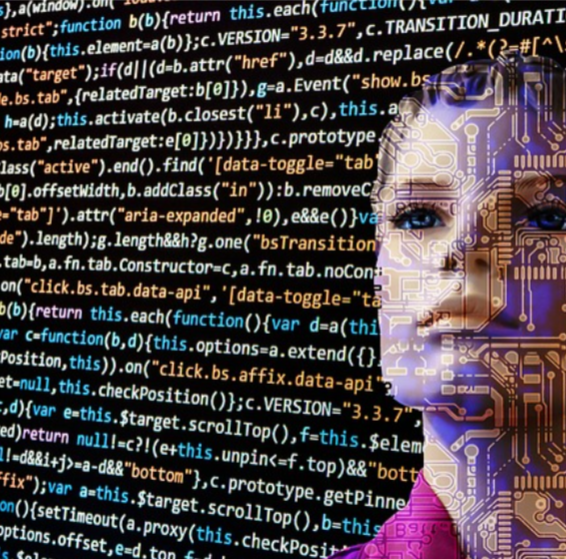 s},a(window).on(
strict";function b(b){return this.each(function(){v
ion(b){this.element=a(b)};c.VERSION="3.3.7",c.TRANSITION_DURATI
ata("target");if(d||(d=b.attr("href"),d=d&&d.replace(/.*(?=#[^\
de.bs.tab",{relatedTarget:b[0]}),g=a.Event("show.bs
h=a(d);this.activate(b.closest("li"),c),this.a
os.tab",relatedTarget:e[0]})})}}},c.prototype.
lass("active").end().find('[data-toggle="tab
b[0].offsetWidth,b.addClass("in")):b.removeC
e="tab"]').attr("aria-expanded",!0),e&&e()}va
de").length);g.length&&h?g.one("bsTransition
.tab=b,a.fn.tab.Constructor=c,a.fn.tab.noCon
on("click.bs.tab.data-api",'[data-toggle="ta
b(b){return this.each(function(){var d=a(thi
var c=function(b,d){this.options=a.extend({}
Position,this)).on("click.bs.affix.data-api"
et=null,this.checkPosition()};c.VERSION="3.3.7",
c,d){var e=this.$target.scrollTop(),f=this.$elem
ed)return null!=c?!(e+this.unpin<=f.top)&&"bott
l!=d&&i+j>=a-d&&"bottom"},c.prototype.getPinne
ffix");var a=this.$target.scrollTop(),b=this
on(){setTimeout(a.proxy(this.checkPositi
options.offset,e=d.top,f=d.